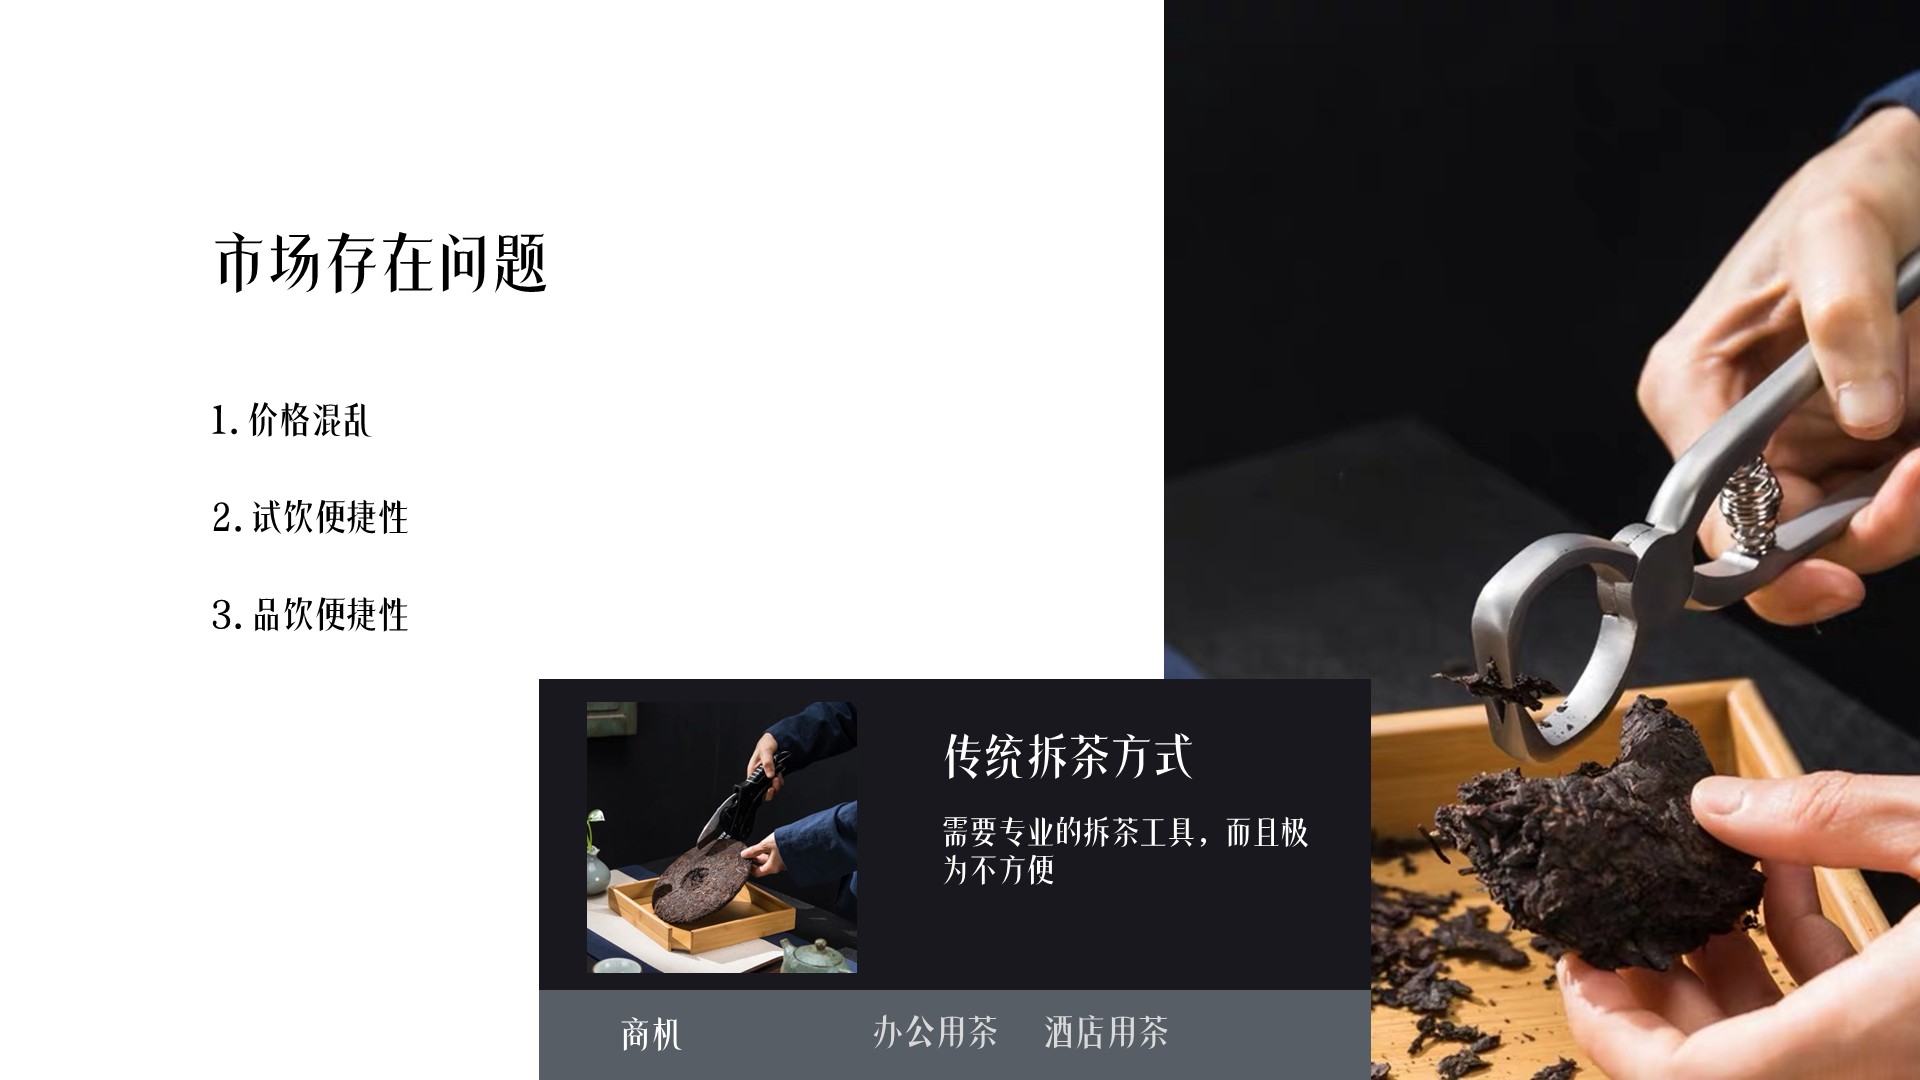 市场存在问题
1.价格混乱
2.试饮便捷性
3.品饮便捷性
传统拆茶方式
需要专业的拆茶工具，而且极
为不方便
商机
办公用茶 酒店用茶